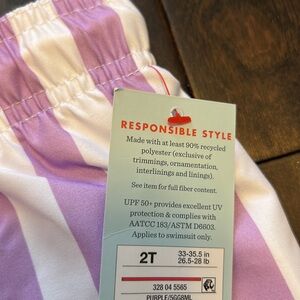 RESPONSIBLE STYLE
Made with at least 90% recycled
polyester (exclusive of
trimmings, ornamentation,
interlinings and linings).
See item for full fiber content.
UPF 50+ provides excellent UV
protection & complies with
AATCC 183/ASTM D6603.
Applies to swimsuit only.
2T
33-35.5 in
26.5-28 lb
328 04 5565
PURPLE/5GG8ML